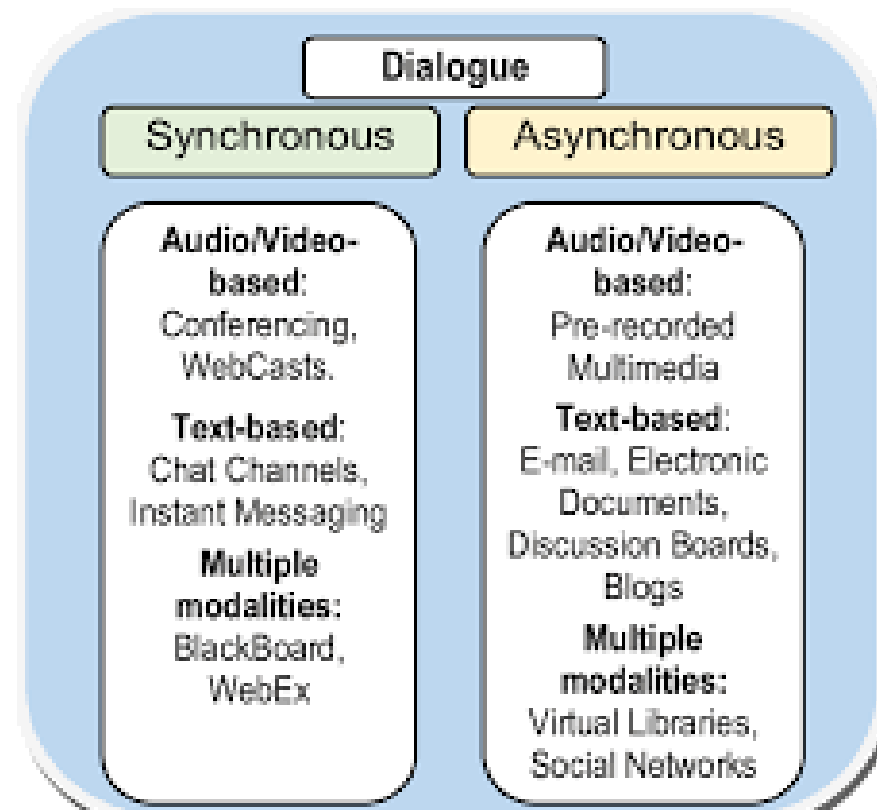 Dialogue
Synchronous
Asynchronous
Audio/Video-
based:
Conferencing,
WebCasts.
Text-based:
Chat Channels,
Instant Messaging
Multiple
modalities:
BlackBoard,
WebEx
Audio/Video-
based:
Pre-recorded
Multimedia
Text-based:
E-mail, Electronic
Documents,
Discussion Boards,
Blogs
Multiple
modalities:
Virtual Libraries,
Social Networks